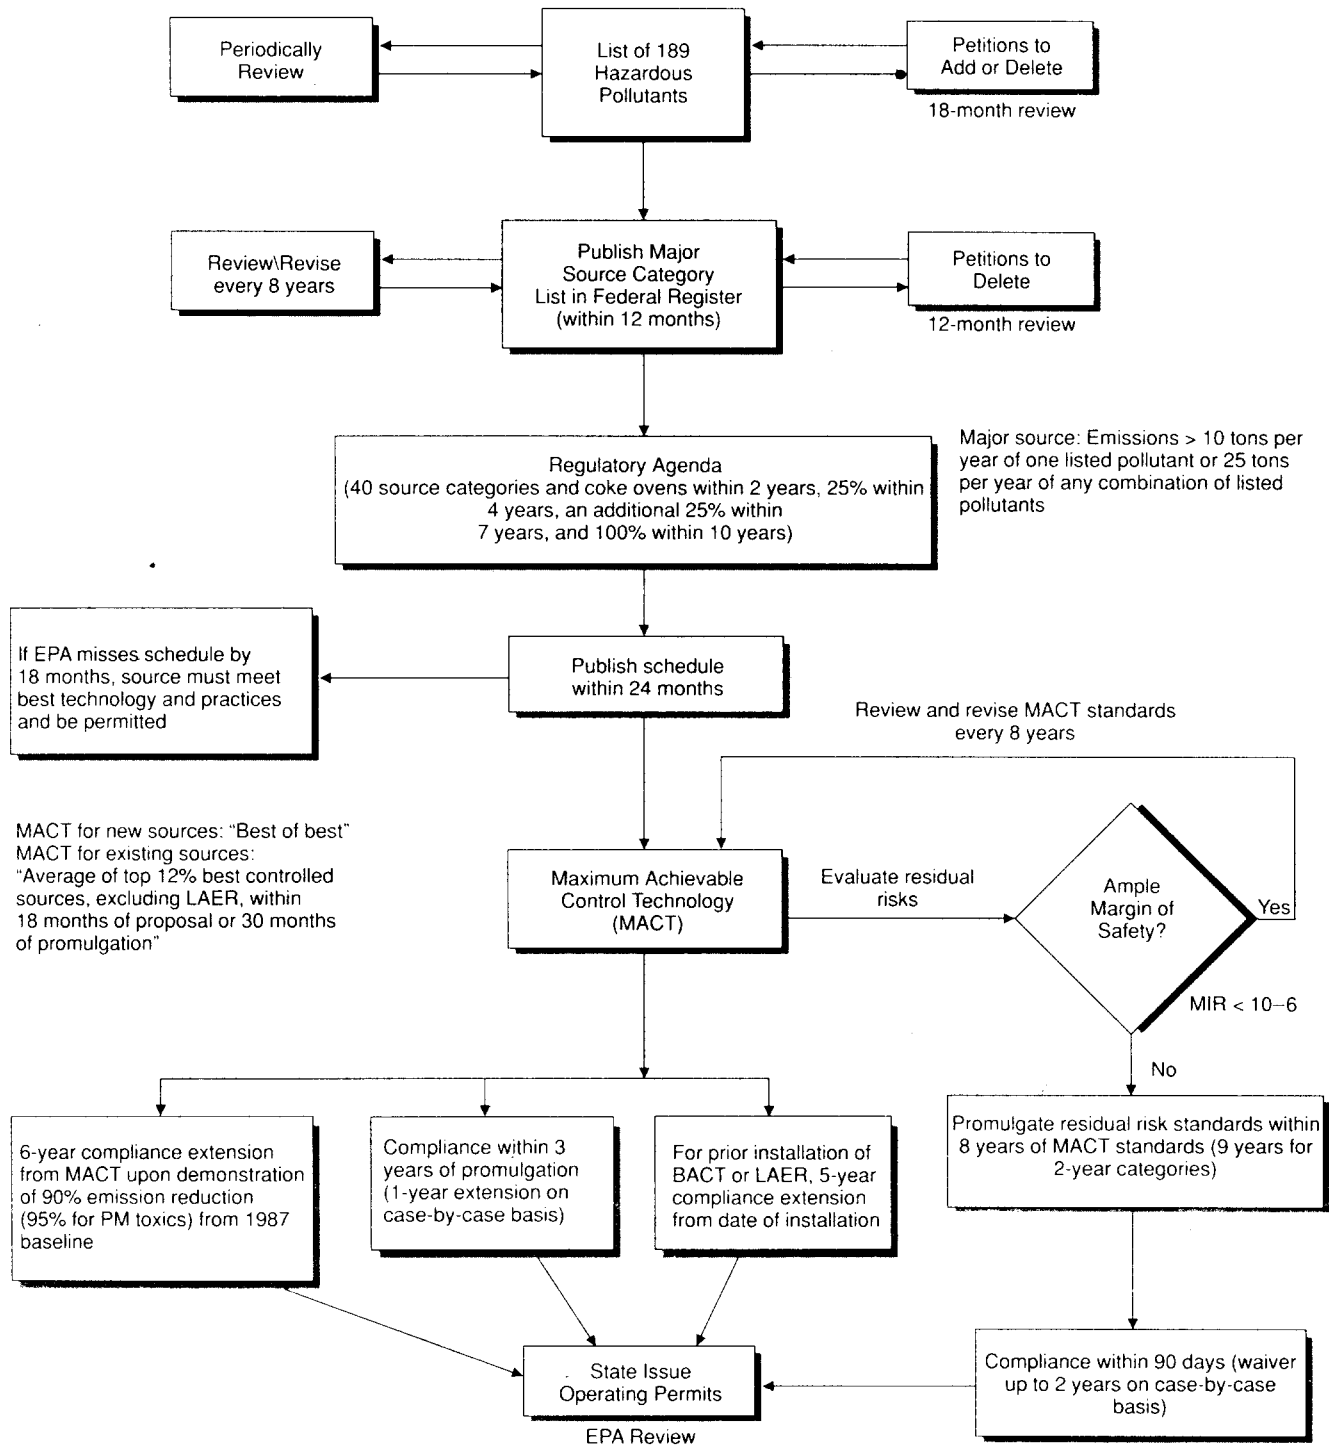 Periodically
Review
List of 189
Hazardous
Pollutants
Petitions to
Add or Delete
18-month review
Review\Revise
every 8 years
Publish Major
Source Category
List in Federal Register
(within 12 months)
Petitions to
Delete
12-month review
Regulatory Agenda
(40 source categories and coke ovens within 2 years, 25% within
4 years, an additional 25% within
7 years, and 100% within 10 years)
Major source: Emissions > 10 tons per
year of one listed pollutant or 25 tons
per year of any combination of listed
pollutants
If EPA misses schedule by
18 months, source must meet
best technology and practices
and be permitted
Publish schedule
within 24 months
Review and revise MACT standards
every 8 years
MACT for new sources: “Best of best”
MACT for existing sources:
“Average of top 12% best controlled
sources, excluding LAER, within
18 months of proposal or 30 months
of promulgation”
Maximum Achievable
Control Technology
(MACT)
Evaluate residual
risks
Ample
Margin of
Safety?
Yes
MIR < 10–6
No
6-year compliance extension
from MACT upon demonstration
of 90% emission reduction
(95% for PM toxics) from 1987
baseline
Compliance within 3
years of promulgation
(1-year extension on
case-by-case basis)
For prior installation of
BACT or LAER, 5-year
compliance extension
from date of installation
Promulgate residual risk standards within
8 years of MACT standards (9 years for
2-year categories)
State Issue
Operating Permits
EPA Review
Compliance within 90 days (waiver
up to 2 years on case-by-case
basis)